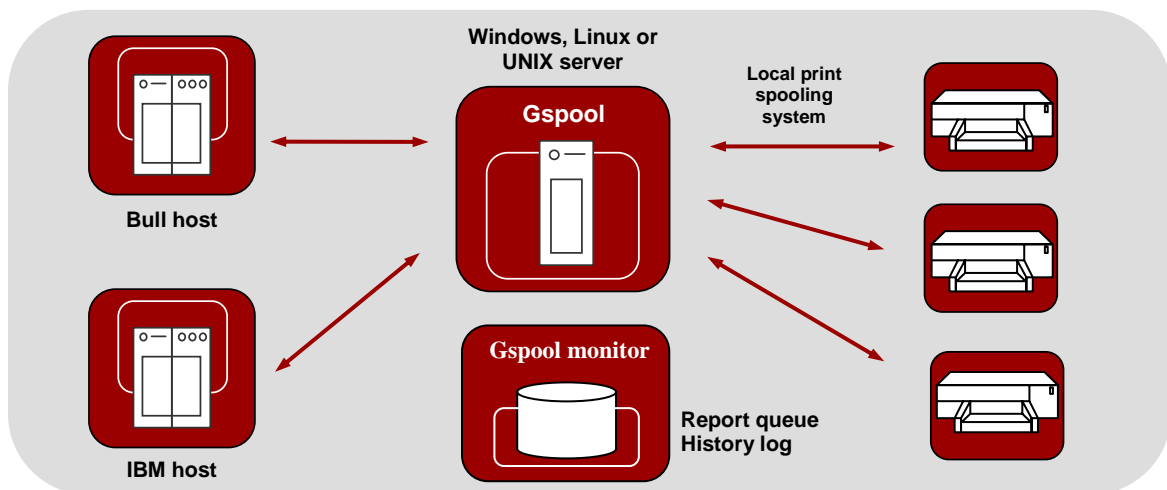 Windows, Linux or
UNIX server
Local print
spooling
system
Gspool
Bull host
Gspool monitor
Report queue
History log
IBM host